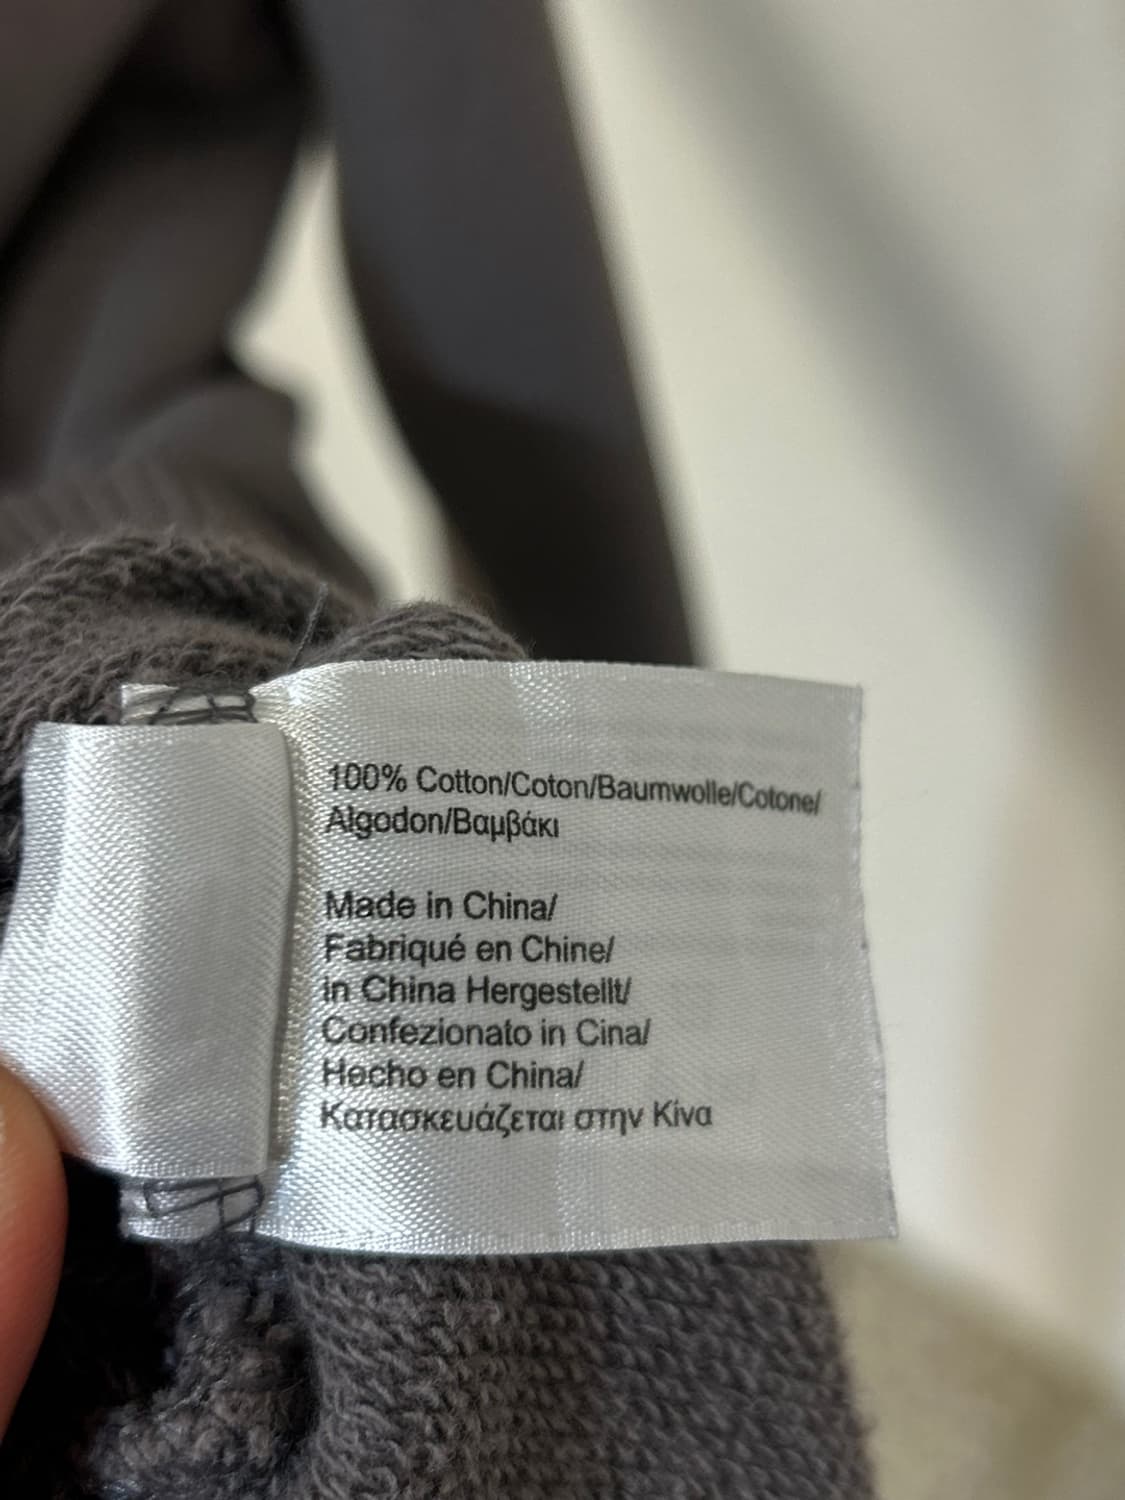 100% Cotton/Coton/Baumwolle/Cotone/
Algodon/Βαμβάκι
Made in China/
Fabriqué en Chine/
in China Hergestellt/
Confezionato in Cina/
Hecho en China/
Κατασκευάζεται στην Κίνα